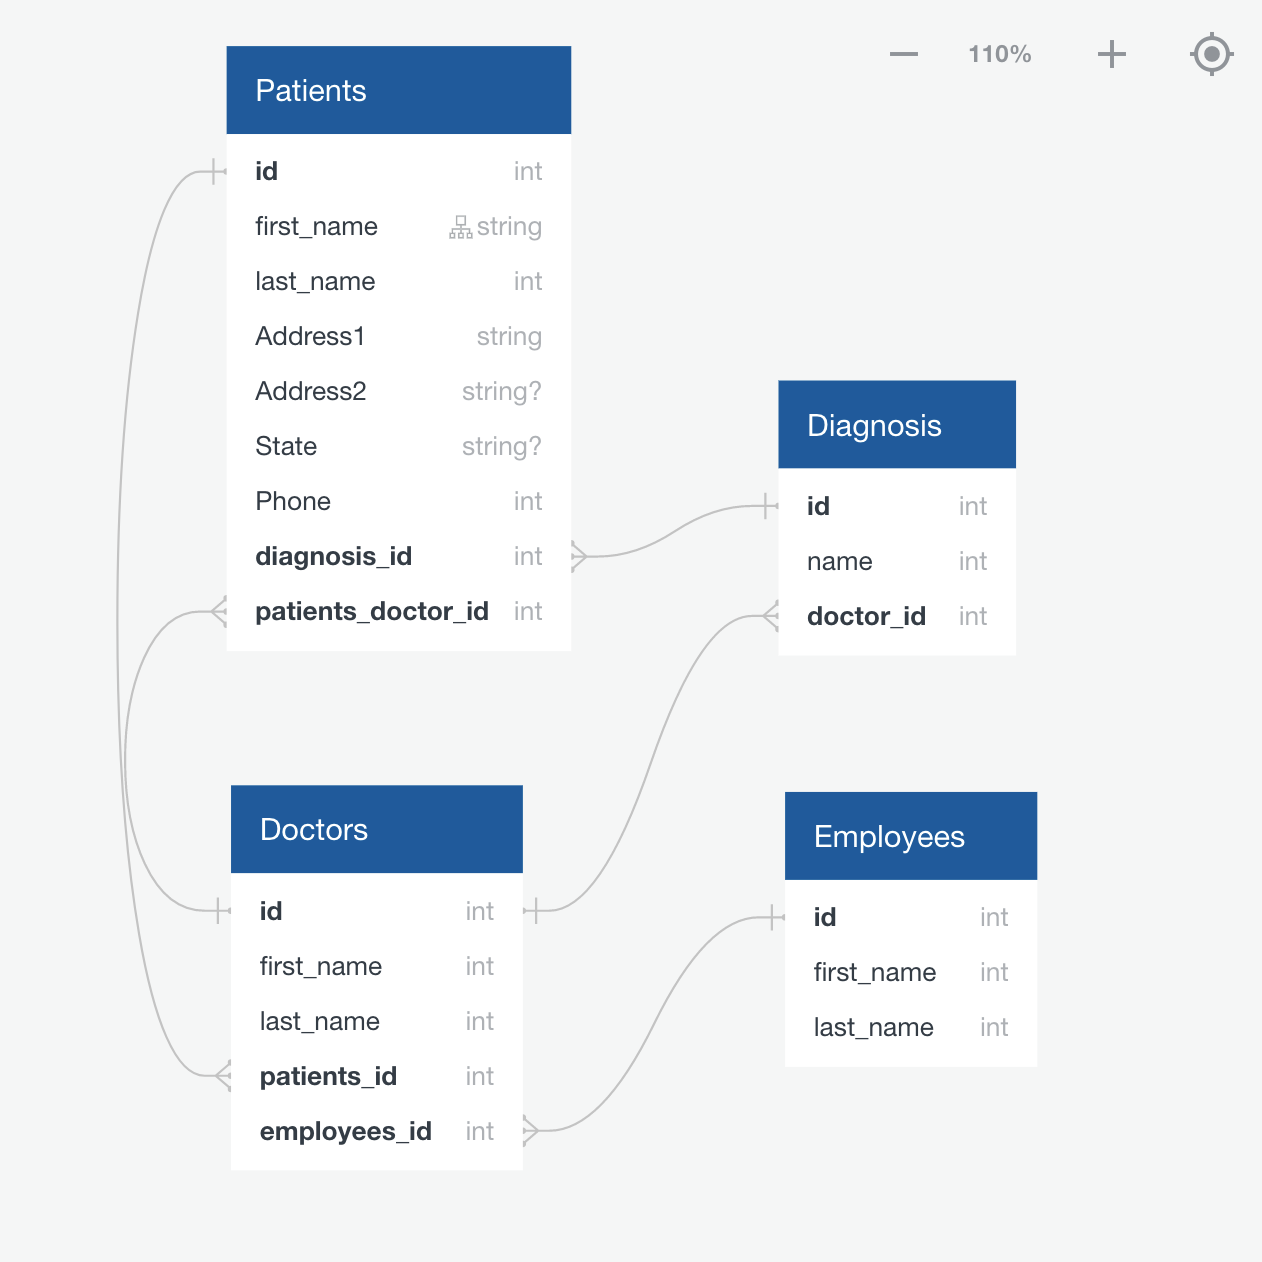 110%
Patients
id int
first_name string
last_name int
Address1 string
Address2 string?
State string?
Phone int
diagnosis_id int
patients_doctor_id int
Diagnosis
id int
name int
doctor_id int
Doctors
id int
first_name int
last_name int
patients_id int
employees_id int
Employees
id int
first_name int
last_name int